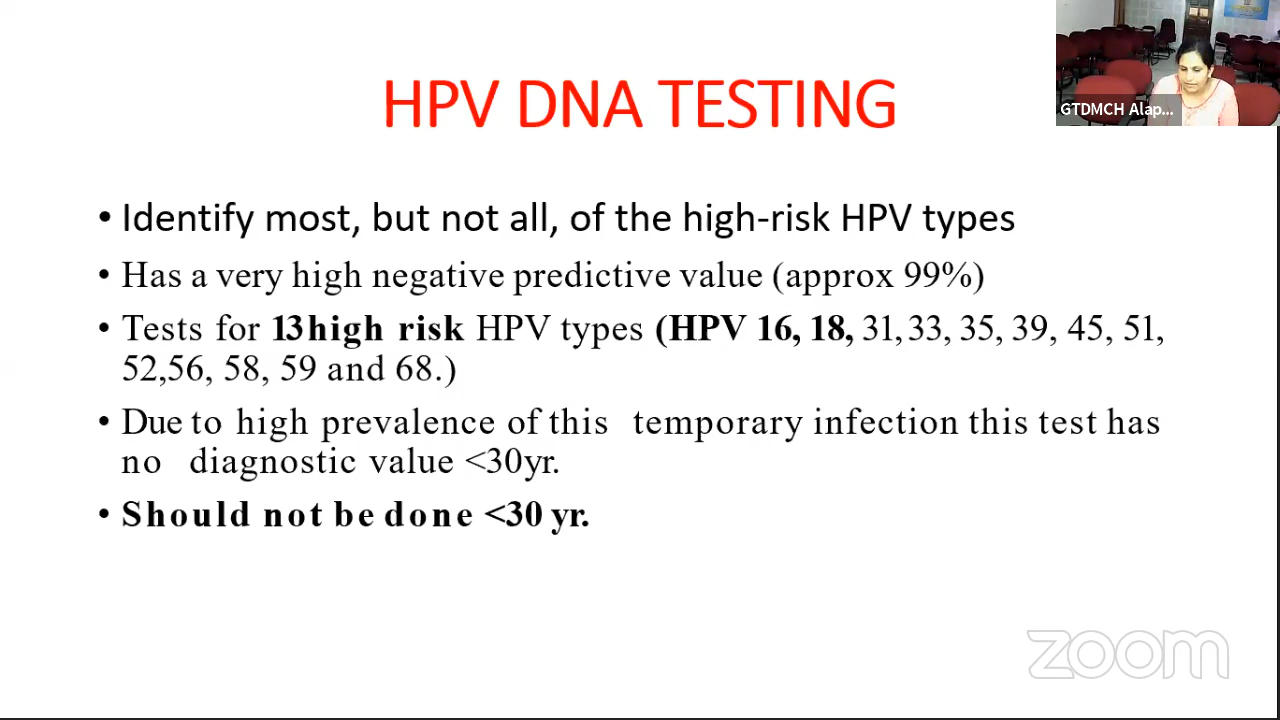 HPV DNA TESTING
GTDMCH Alap...
• Identify most, but not all, of the high-risk HPV types
• Has a very high negative predictive value (approx 99%)
• Tests for 13high risk HPV types (HPV 16, 18, 31, 33, 35, 39, 45, 51,
52,56, 58, 59 and 68.)
• Due to high prevalence of this temporary infection this test has
no diagnostic value <30yr.
• Should not be done <30 yr.
zoom